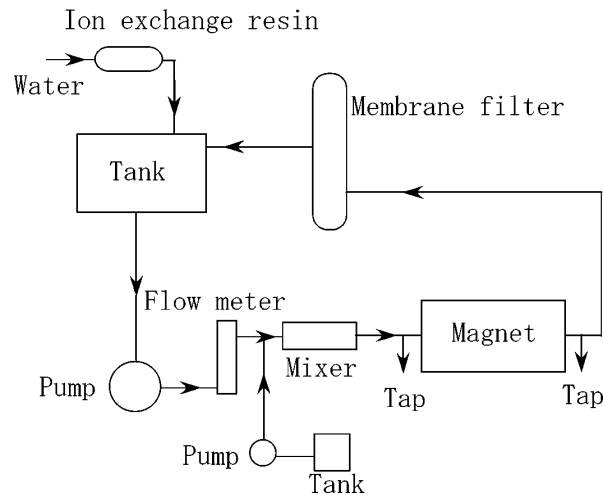 Ion exchange resin
Water
Membrane filter
Tank
Flow meter
Magnet
Mixer
Pump
Tap
Tap
Pump
Tank